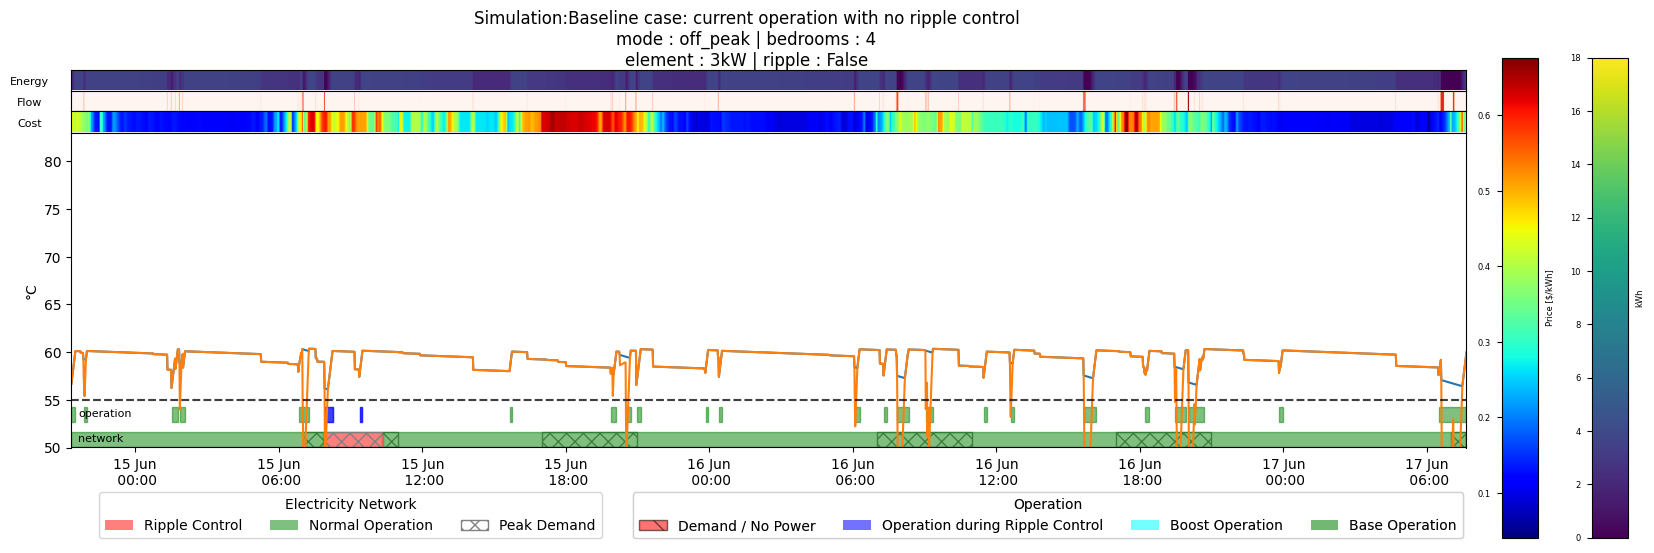 Simulation:Baseline case: current operation with no ripple control
mode : off_peak | bedrooms : 4
element : 3kW | ripple : False
Energy
Flow
Cost
80
75
70
65
60
55
50
°C
operation
network
15 Jun 00:00
15 Jun 06:00
15 Jun 12:00
15 Jun 18:00
16 Jun 00:00
16 Jun 06:00
16 Jun 12:00
16 Jun 18:00
17 Jun 00:00
17 Jun 06:00
0.6
0.5
0.4
0.3
0.2
0.1
Price [$/kWh]
18
16
14
12
10
8
6
4
2
0
kWh
Electricity Network
Ripple Control
Normal Operation
Peak Demand
Operation
Demand / No Power
Operation during Ripple Control
Boost Operation
Base Operation